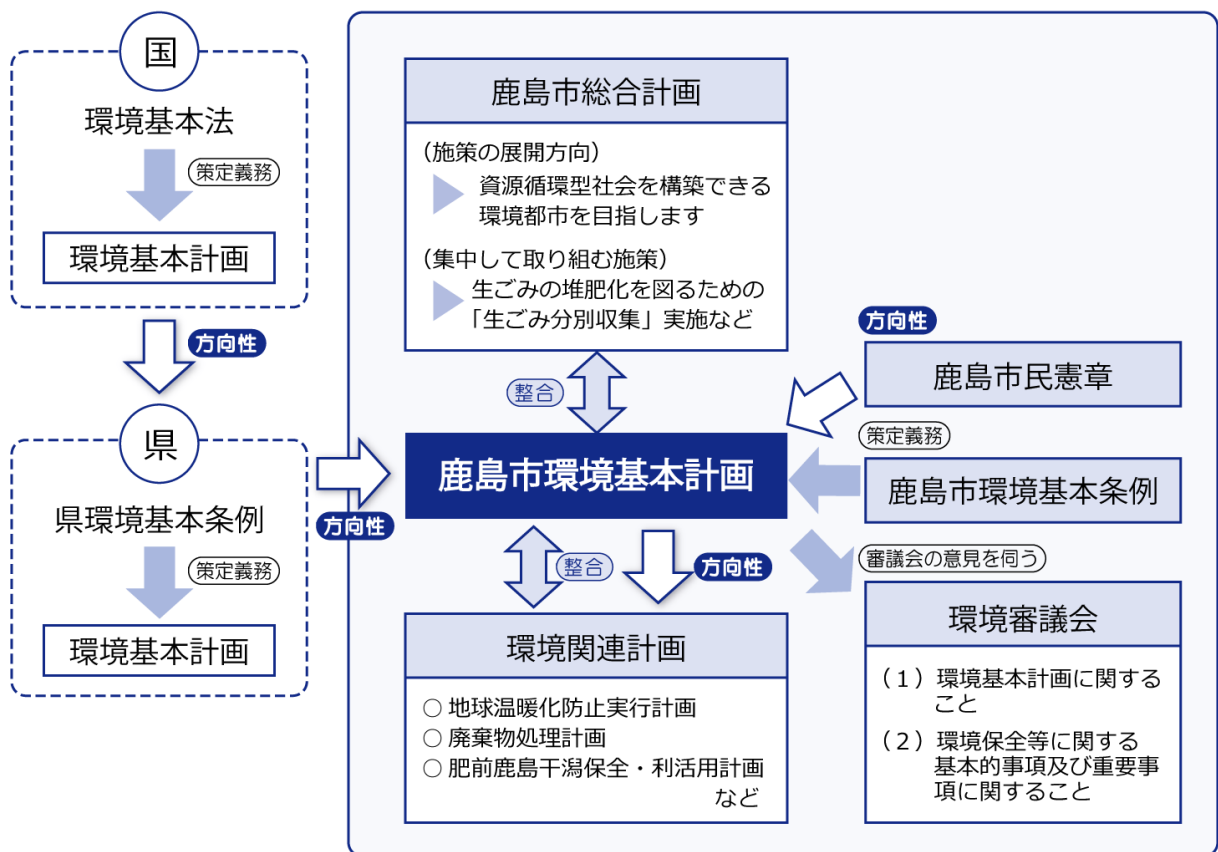 国
環境基本法
策定義務
環境基本計画
方向性
県
県環境基本条例
策定義務
環境基本計画
方向性
鹿島市総合計画
(施策の展開方向)
資源循環型社会を構築できる
環境都市を目指します
(集中して取り組む施策)
生ごみの堆肥化を図るための
「生ごみ分別収集」実施など
整合
鹿島市環境基本計画
整合
方向性
環境関連計画
○ 地球温暖化防止実行計画
○ 廃棄物処理計画
○ 肥前鹿島干潟保全・利活用計画
など
方向性
鹿島市民憲章
策定義務
鹿島市環境基本条例
審議会の意見を伺う
環境審議会
(1)環境基本計画に関する
こと
(2)環境保全等に関する
基本的事項及び重要事
項に関すること